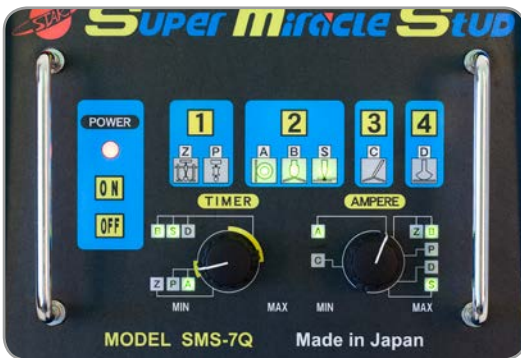 STAR
SUPER MIRACLE STUD
POWER
ON
OFF
1
Z P
2
A B S
3
C
4
D
TIMER
B S D
Z P A
MIN MAX
AMPERE
A
C
Z B
P
D
S
MIN MAX
MODEL SMS-7Q Made in Japan